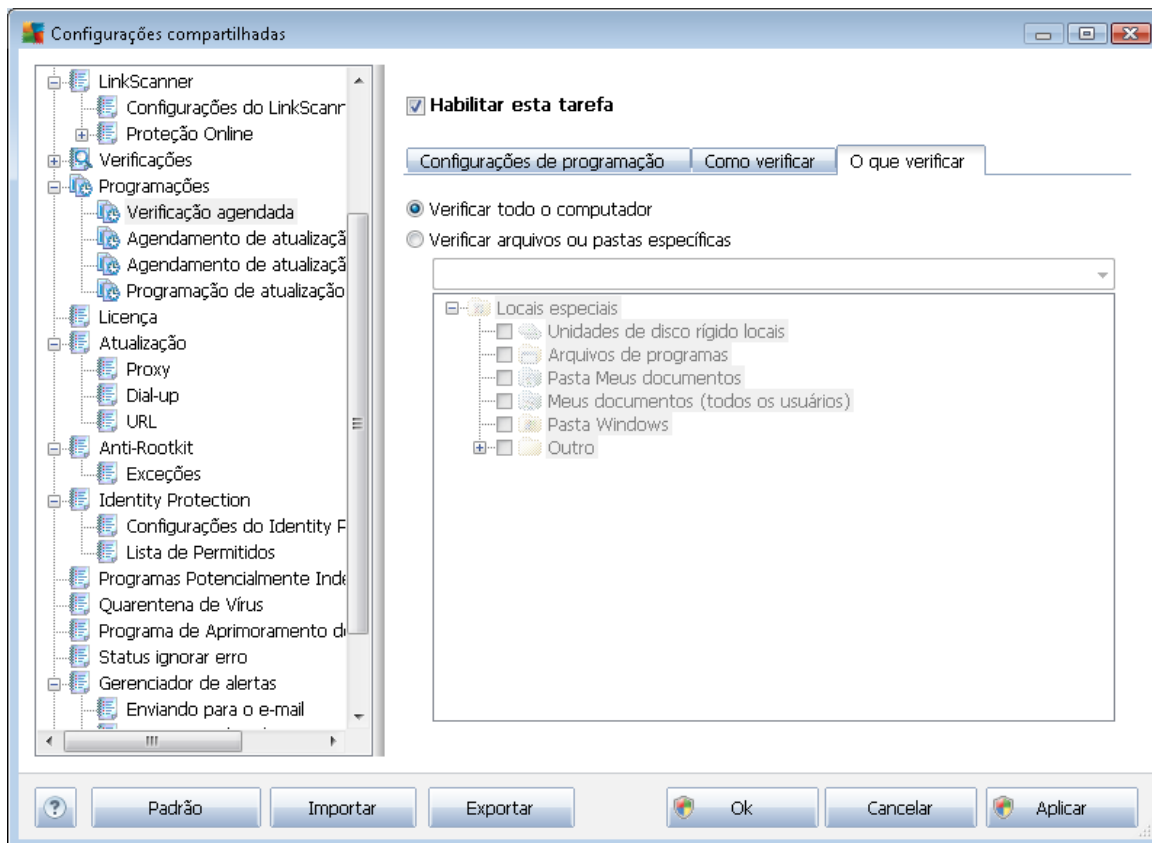 Configurações compartilhadas
LinkScanner
Configurações do LinkScanr
Proteção Online
Verificações
Programações
Verificação agendada
Agendamento de atualizaçã
Agendamento de atualizaçã
Programação de atualização
Licença
Atualização
Proxy
Dial-up
URL
Anti-Rootkit
Exceções
Identity Protection
Configurações do Identity P
Lista de Permitidos
Programas Potencialmente Inde
Quarentena de Vírus
Programa de Aprimoramento d
Status ignorar erro
Gerenciador de alertas
Enviando para o e-mail
Habilitar esta tarefa
Configurações de programação Como verificar O que verificar
Verificar todo o computador
Verificar arquivos ou pastas específicas
Locais especiais
Unidades de disco rígido locais
Arquivos de programas
Pasta Meus documentos
Meus documentos (todos os usuários)
Pasta Windows
Outro
? Padrão Importar Exportar Ok Cancelar Aplicar